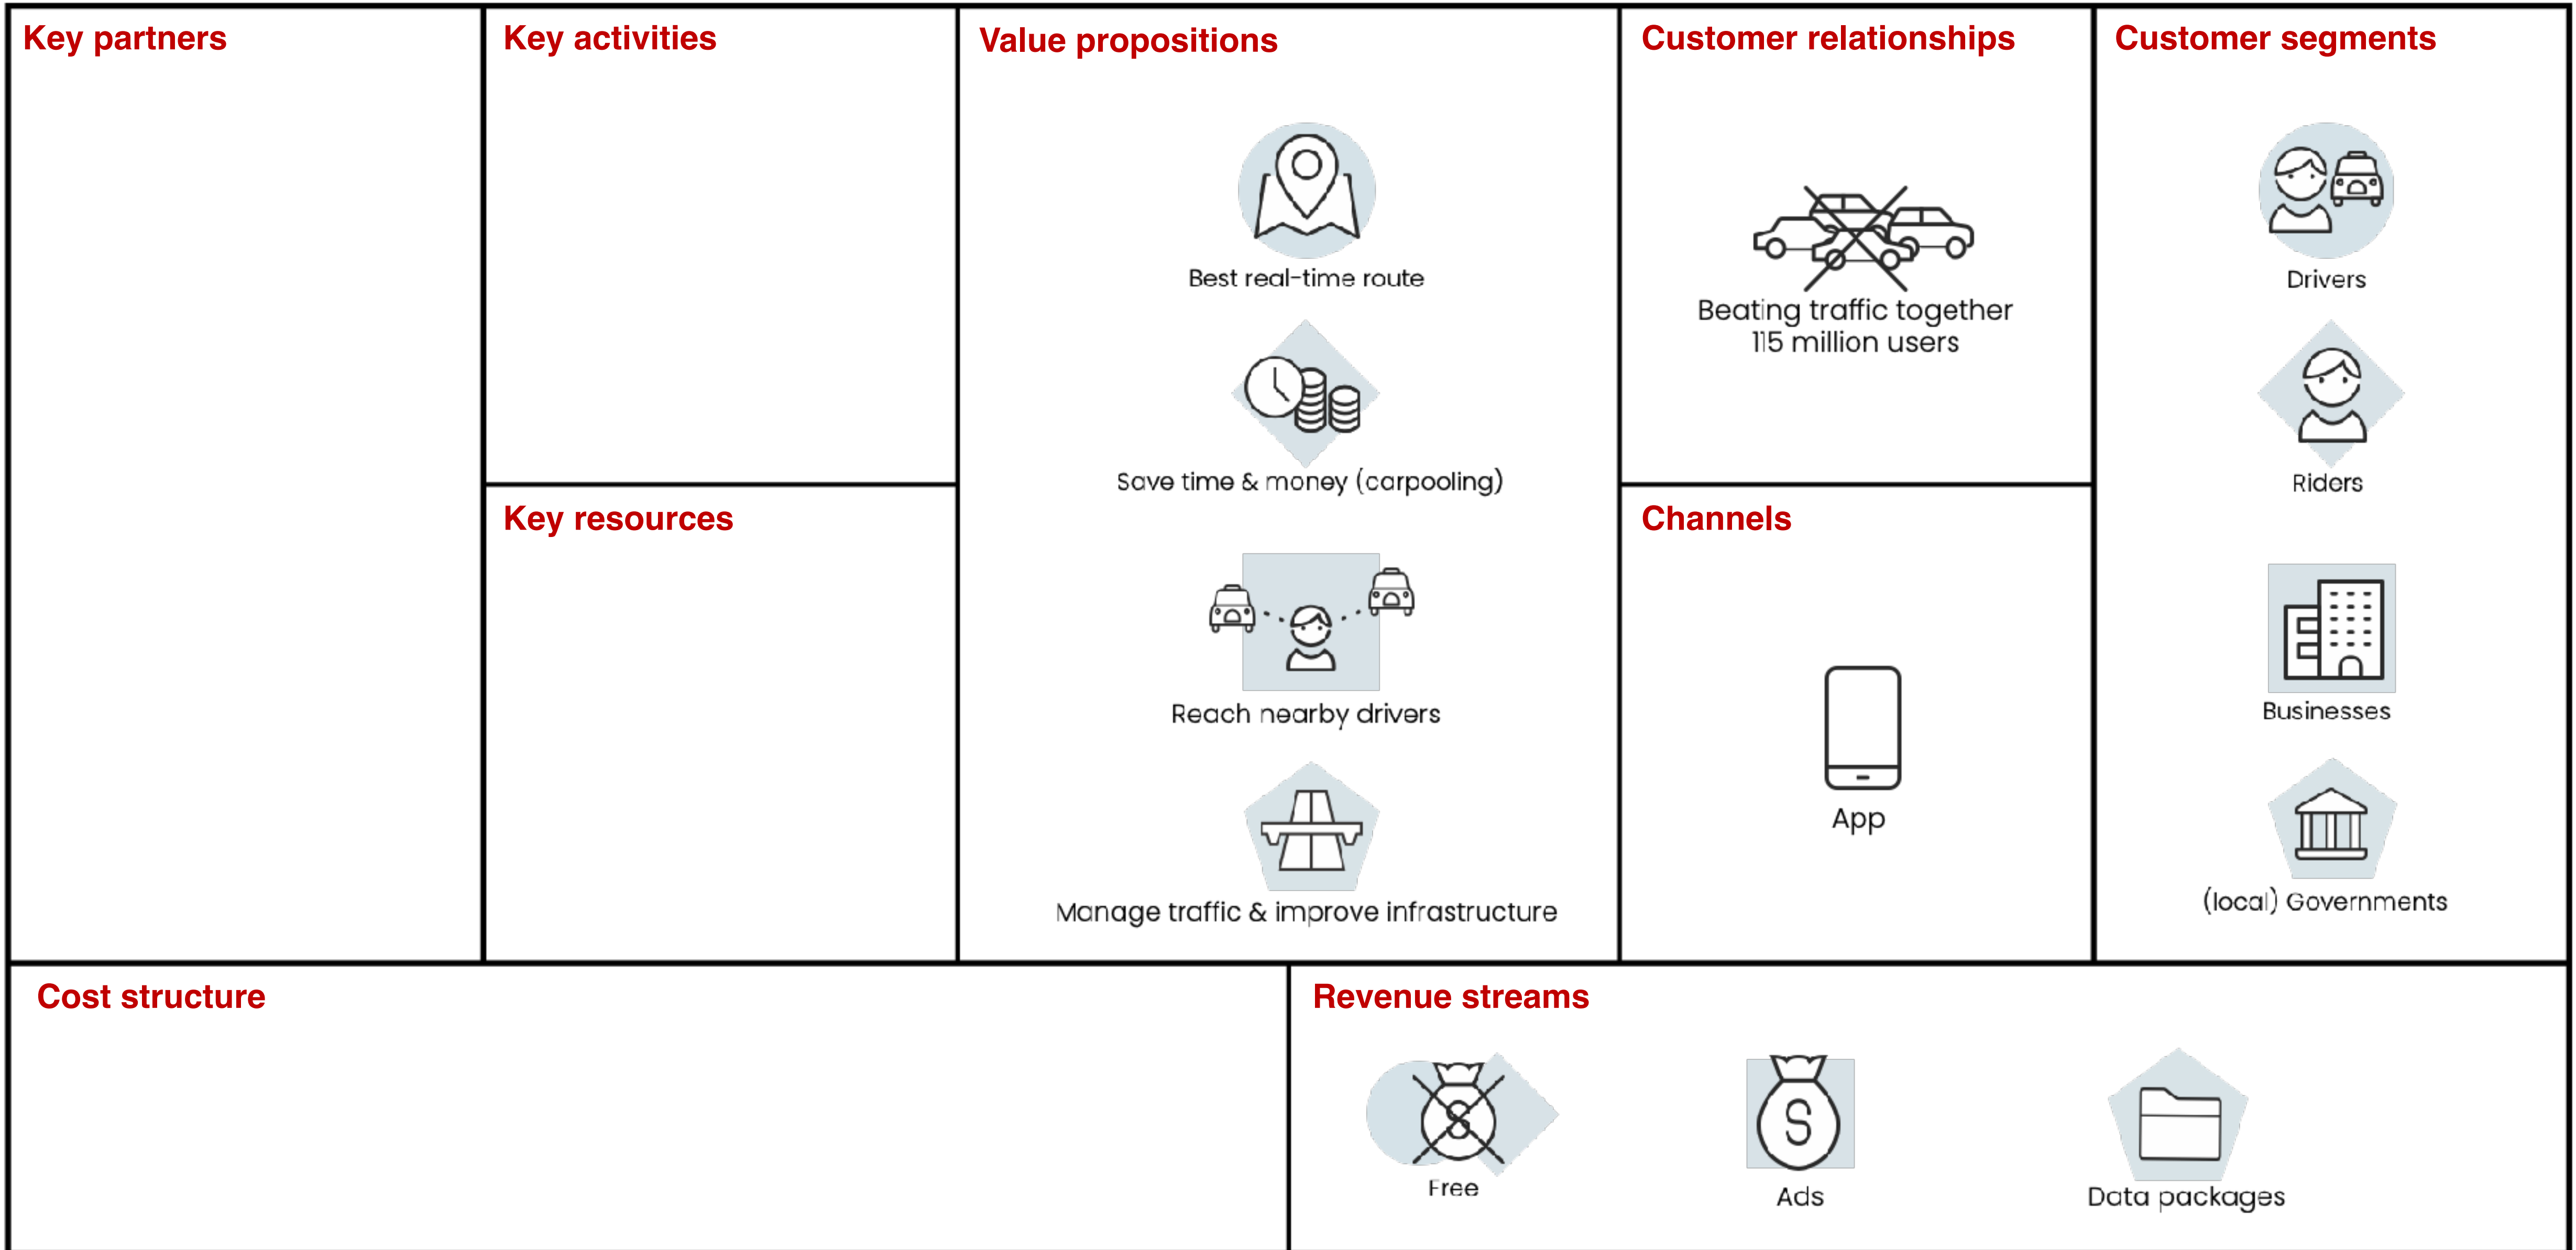 Key partners
Key activities
Key resources
Value propositions
Best real-time route
Save time & money (carpooling)
Reach nearby drivers
Manage traffic & improve infrastructure
Customer relationships
Beating traffic together
115 million users
Channels
App
Customer segments
Drivers
Riders
Businesses
(local) Governments
Cost structure
Revenue streams
S
Free
S
Ads
Data packages